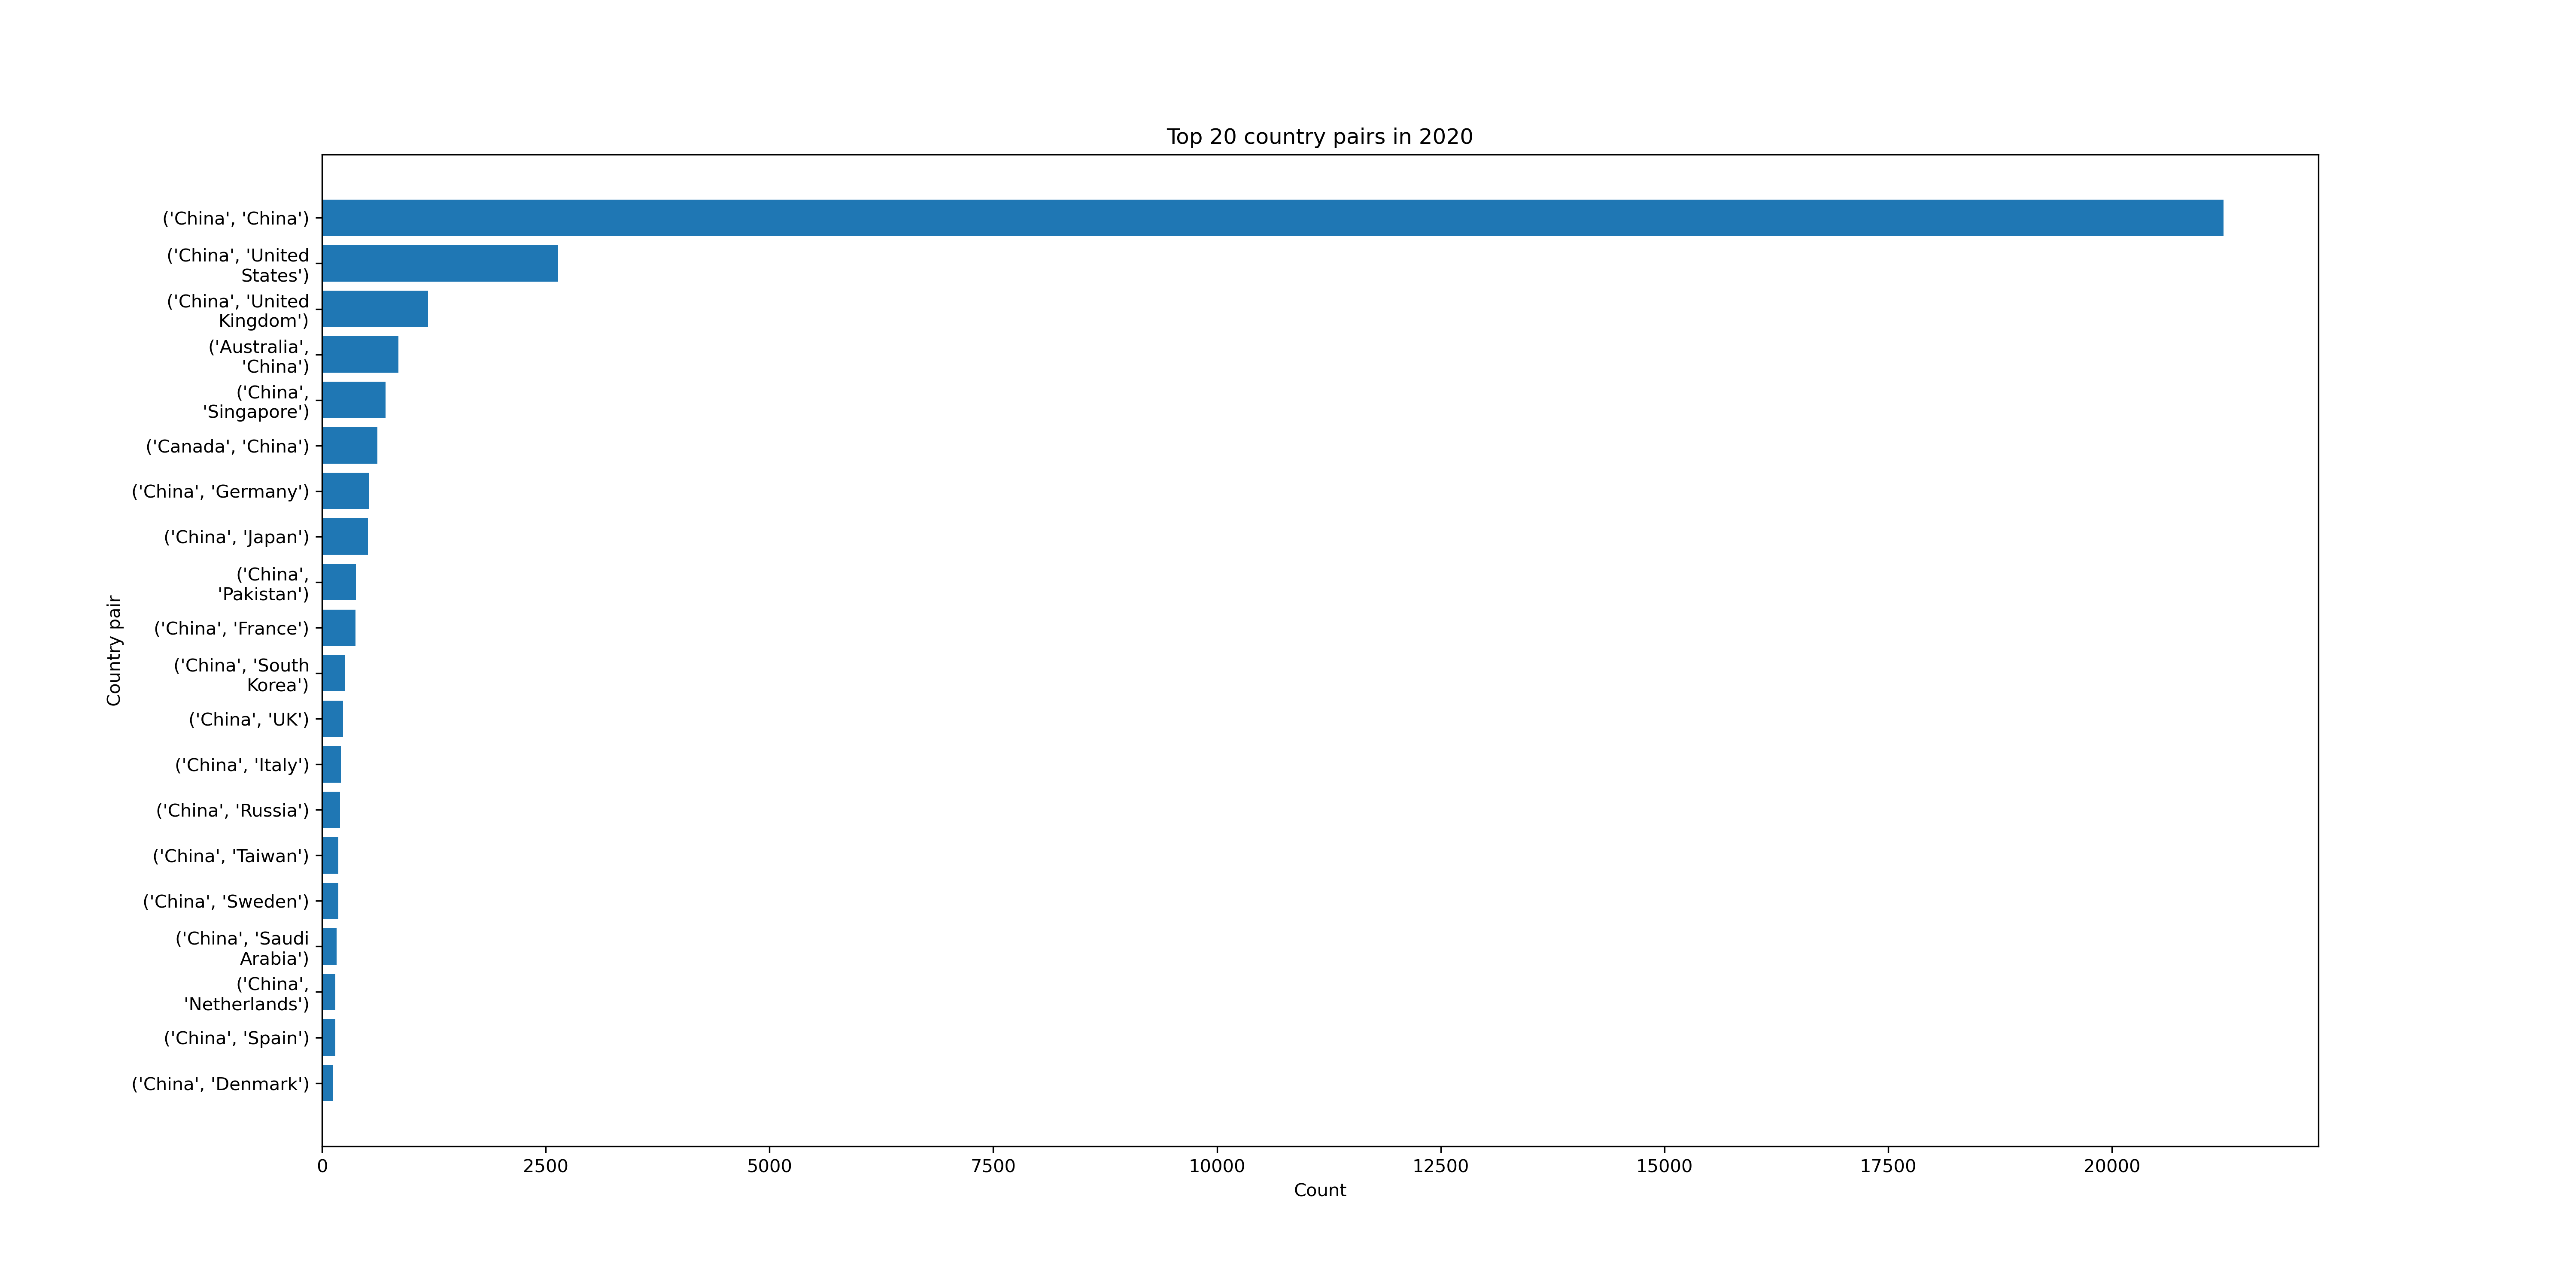 Top 20 country pairs in 2020
Country pair
('China', 'China')
('China', 'United
States')
('China', 'United
Kingdom')
('Australia',
'China')
('China',
'Singapore')
('Canada', 'China')
('China', 'Germany')
('China', 'Japan')
('China',
'Pakistan')
('China', 'France')
('China', 'South
Korea')
('China', 'UK')
('China', 'Italy')
('China', 'Russia')
('China', 'Taiwan')
('China', 'Sweden')
('China', 'Saudi
Arabia')
('China',
'Netherlands')
('China', 'Spain')
('China', 'Denmark')
0 2500 5000 7500 10000 12500 15000 17500 20000
Count